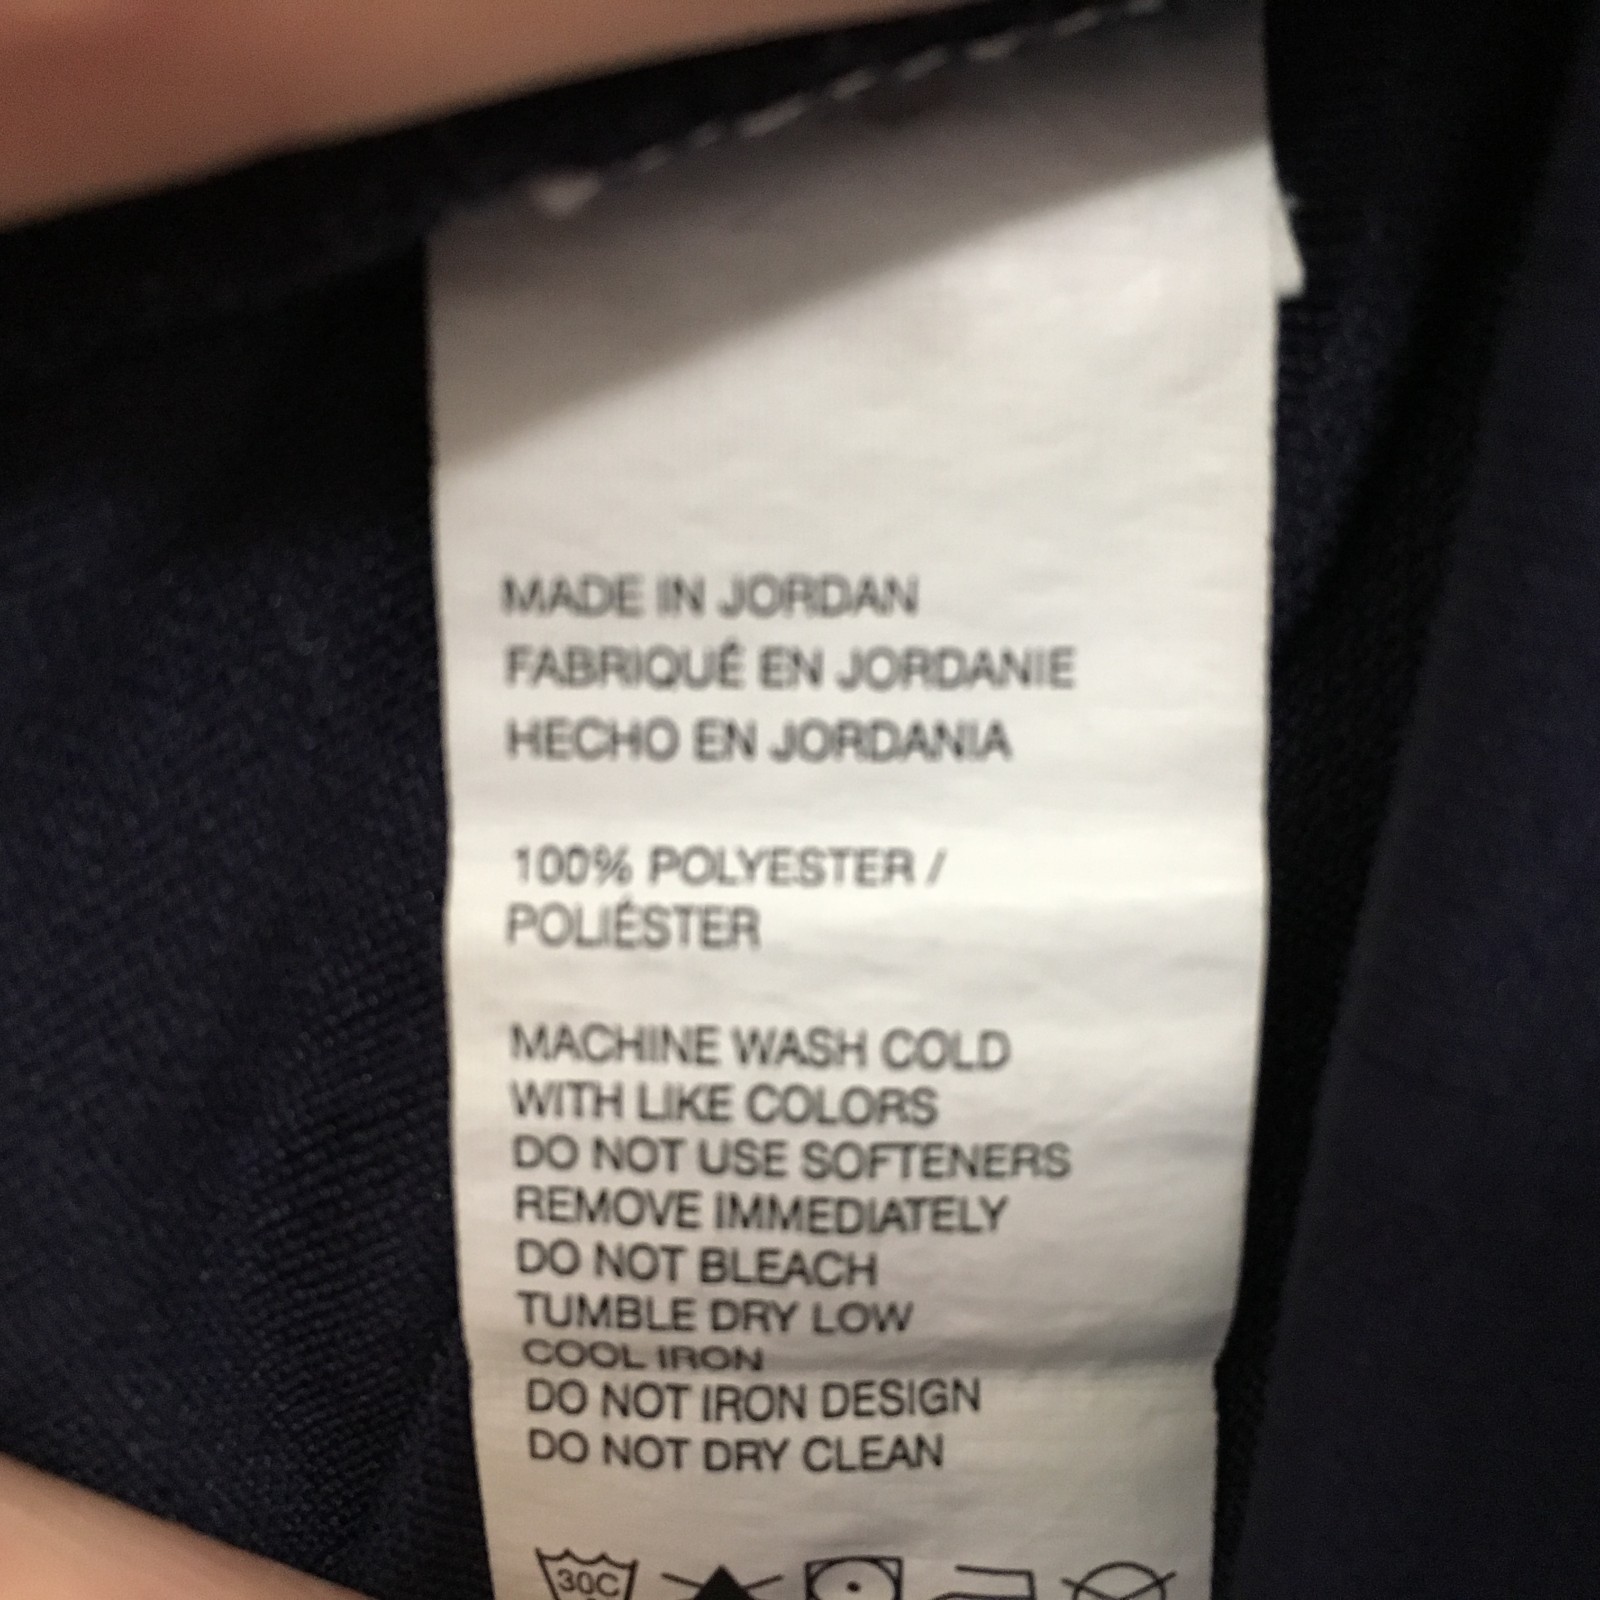 MADE IN JORDAN
FABRIQUÉ EN JORDANIE
HECHO EN JORDANIA
100% POLYESTER /
POLIÉSTER
MACHINE WASH COLD
WITH LIKE COLORS
DO NOT USE SOFTENERS
REMOVE IMMEDIATELY
DO NOT BLEACH
TUMBLE DRY LOW
COOL IRON
DO NOT IRON DESIGN
DO NOT DRY CLEAN
30C